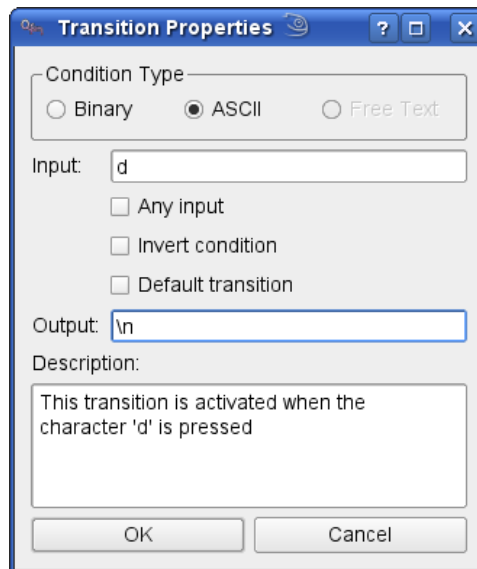 Transition Properties
Condition Type
Binary ASCII Free Text
Input: d
Any input
Invert condition
Default transition
Output: \n
Description:
This transition is activated when the
character 'd' is pressed
OK Cancel